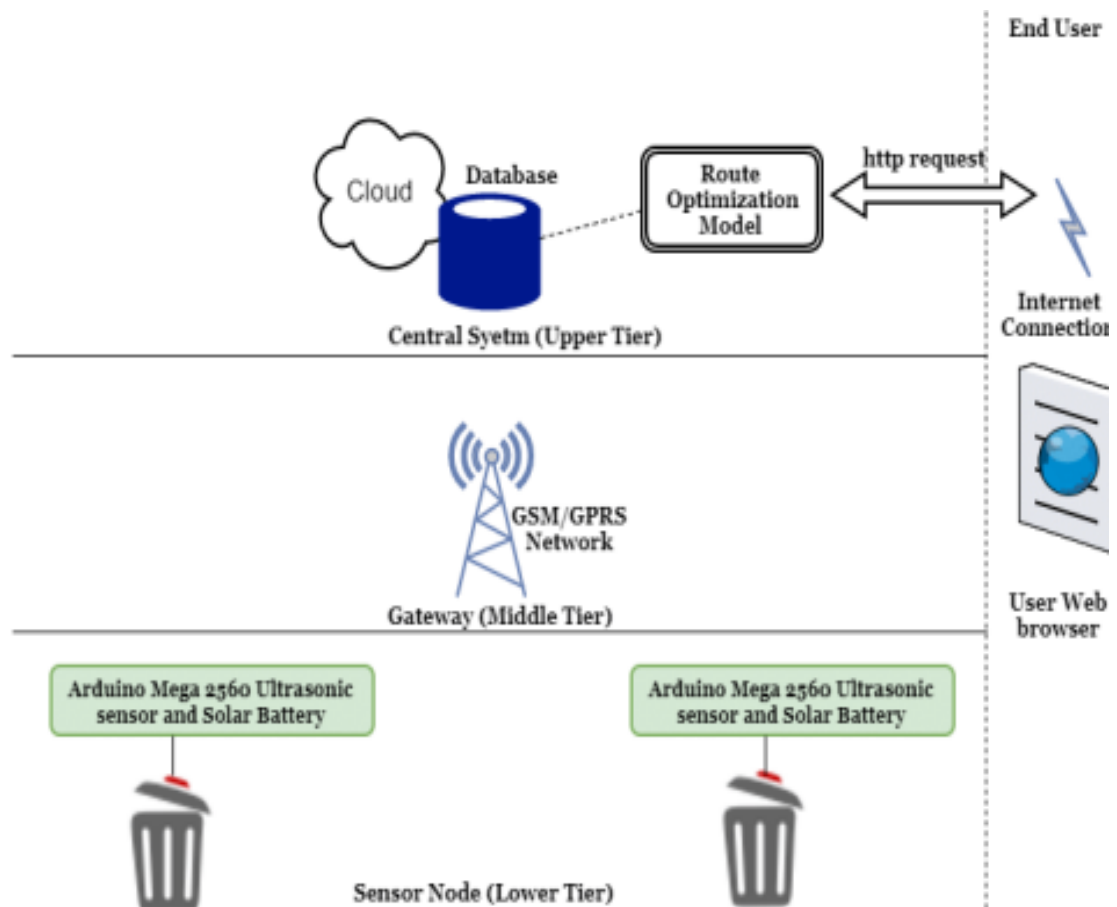 End User
http request
Cloud
Database
Route
Optimization
Model
Internet
Connection
Central Syetm (Upper Tier)
GSM/GPRS
Network
Gateway (Middle Tier)
User Web
browser
Arduino Mega 2560 Ultrasonic
sensor and Solar Battery
Arduino Mega 2560 Ultrasonic
sensor and Solar Battery
Sensor Node (Lower Tier)